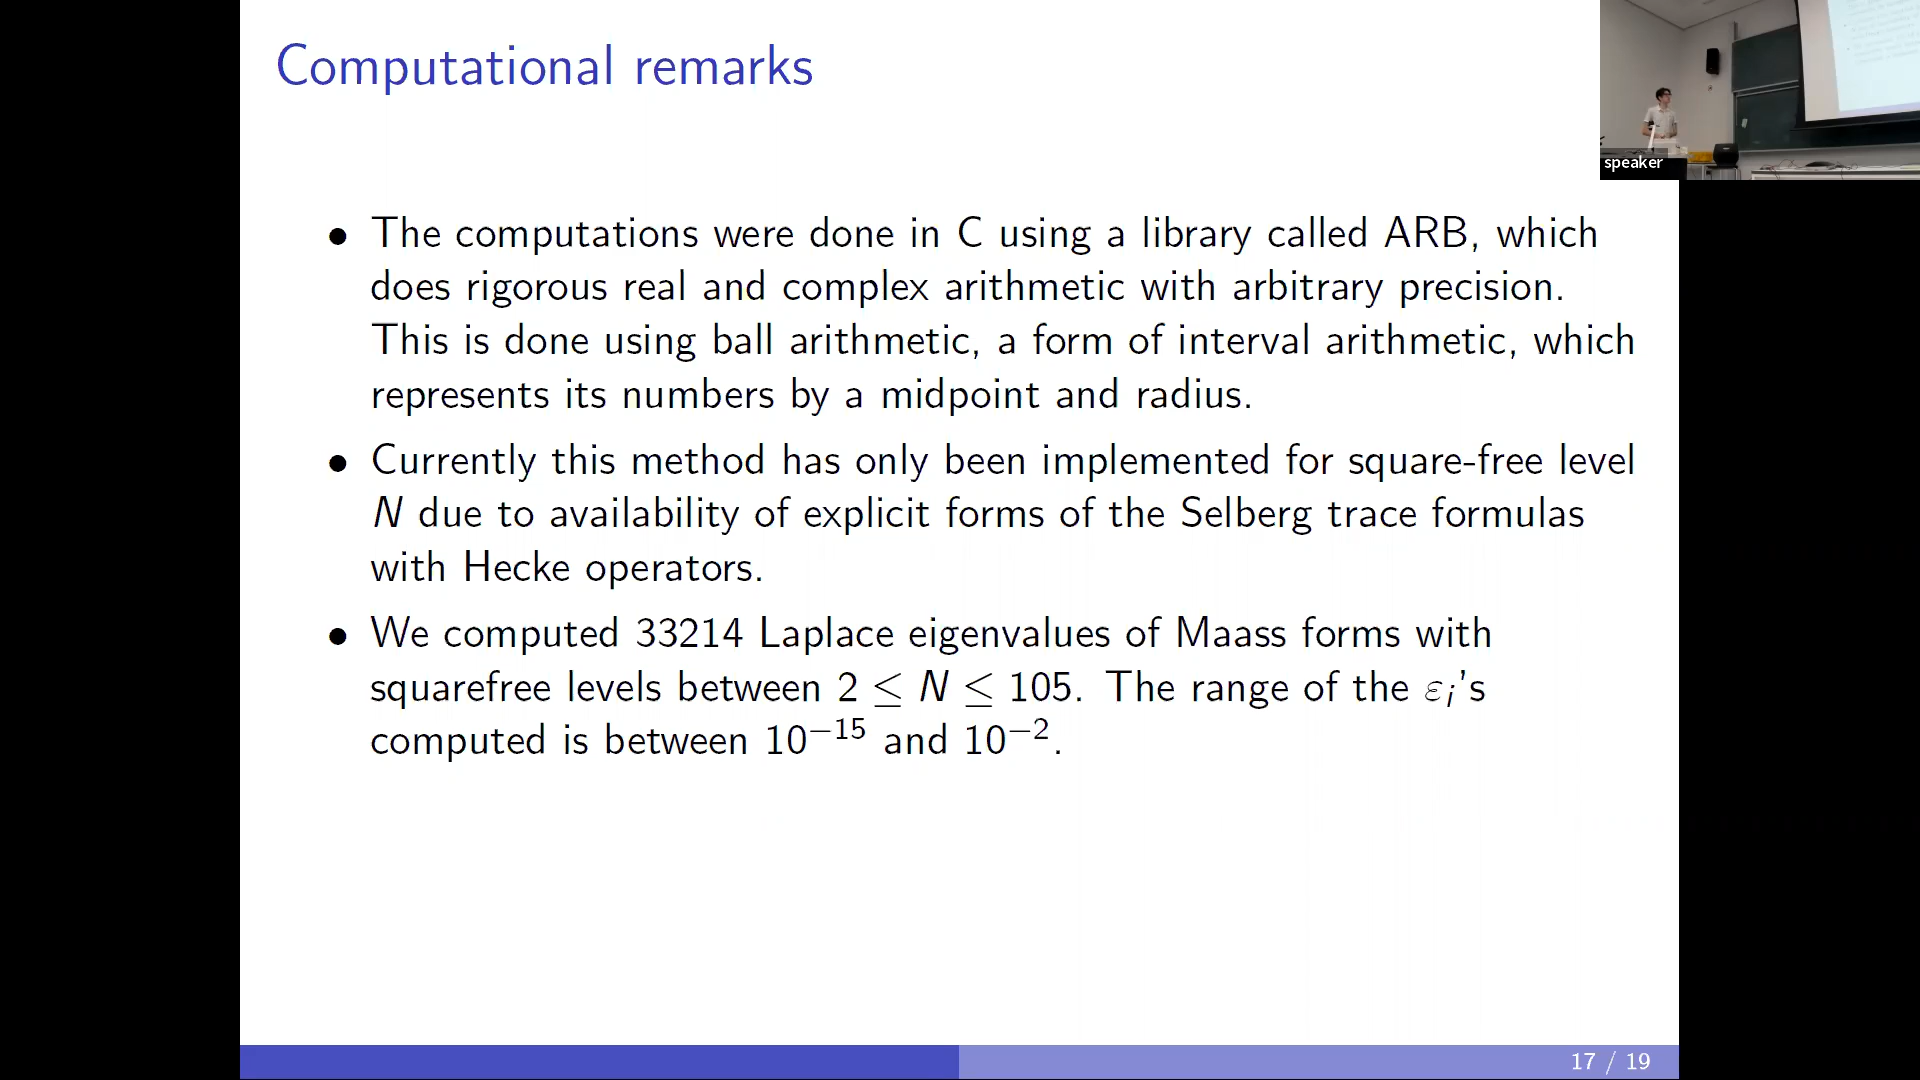 Computational remarks
speaker
• The computations were done in C using a library called ARB, which
does rigorous real and complex arithmetic with arbitrary precision.
This is done using ball arithmetic, a form of interval arithmetic, which
represents its numbers by a midpoint and radius.
• Currently this method has only been implemented for square-free level
N due to availability of explicit forms of the Selberg trace formulas
with Hecke operators.
• We computed 33214 Laplace eigenvalues of Maass forms with
squarefree levels between 2 ≤ N ≤ 105. The range of the εᵢ's
computed is between 10⁻¹⁵ and 10⁻².
17 / 19